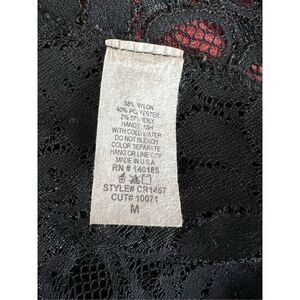 58% NYLON
40% POLYESTER
2% SPANDEX
HAND WASH
WITH COLD WATER
DO NOT BLEACH
COLOR SEPARATE
HANG OR LINE DRY
MADE IN U.S.A
RN # 140185
STYLE# CR1457
CUT# 10071
M